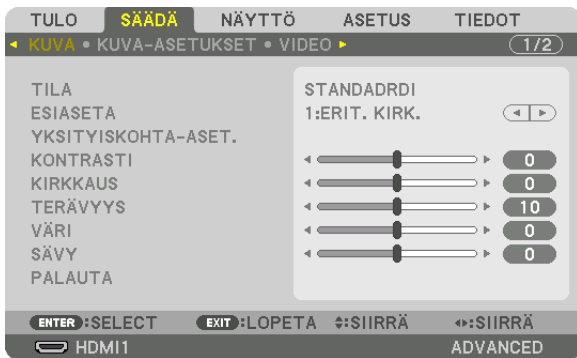 TULO SÄÄDÄ NÄYTTÖ ASETUS TIEDOT
KUVA • KUVA-ASETUKSET • VIDEO 1/2
TILA STANDADRDI
ESIASETA 1:ERIT. KIRK.
YKSITYISKOHTA-ASET.
KONTRASTI 0
KIRKKAUS 0
TERÄVYYS 10
VÄRI 0
SÄVY 0
PALAUTA
ENTER :SELECT EXIT :LOPETA :SIIRRÄ :SIIRRÄ
HDMI1 ADVANCED